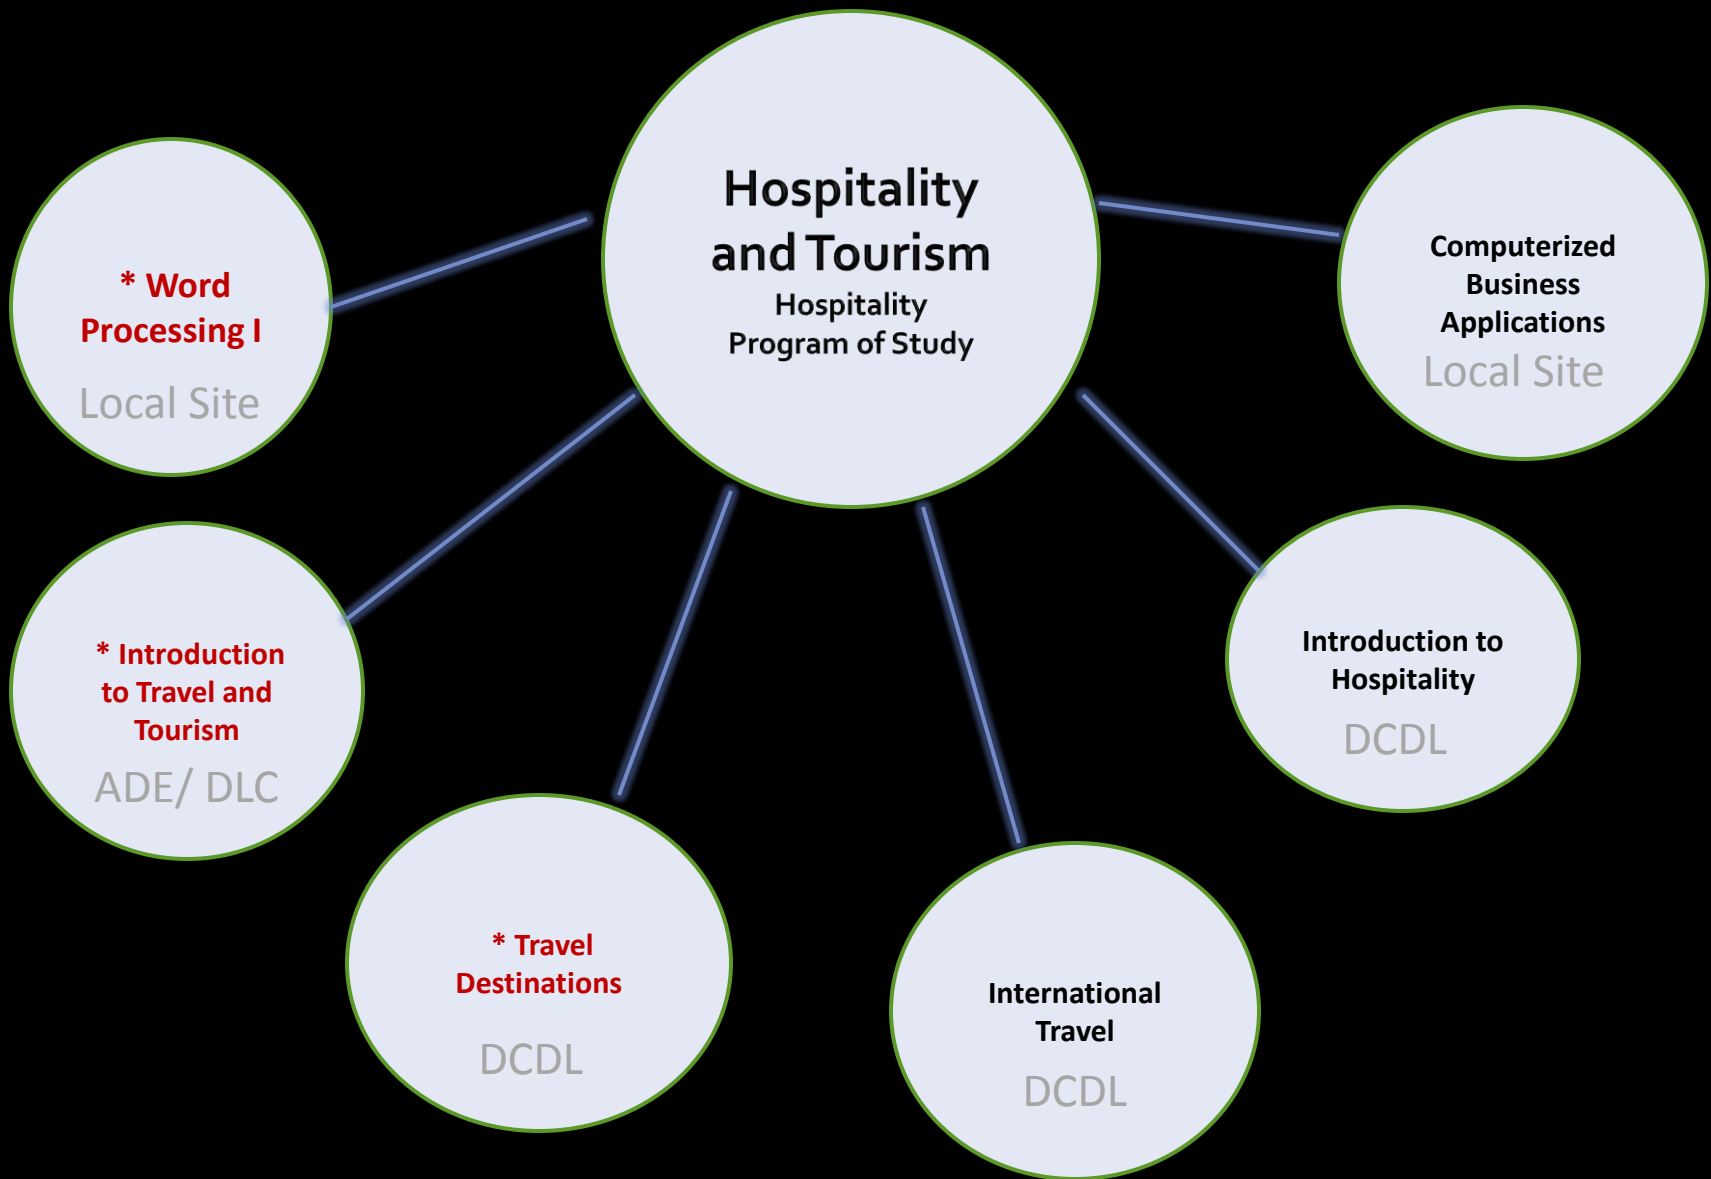 Hospitality
and Tourism
Hospitality
Program of Study
* Word
Processing I
Local Site
* Introduction
to Travel and
Tourism
ADE/ DLC
* Travel
Destinations
DCDL
International
Travel
DCDL
Introduction to
Hospitality
DCDL
Computerized
Business
Applications
Local Site